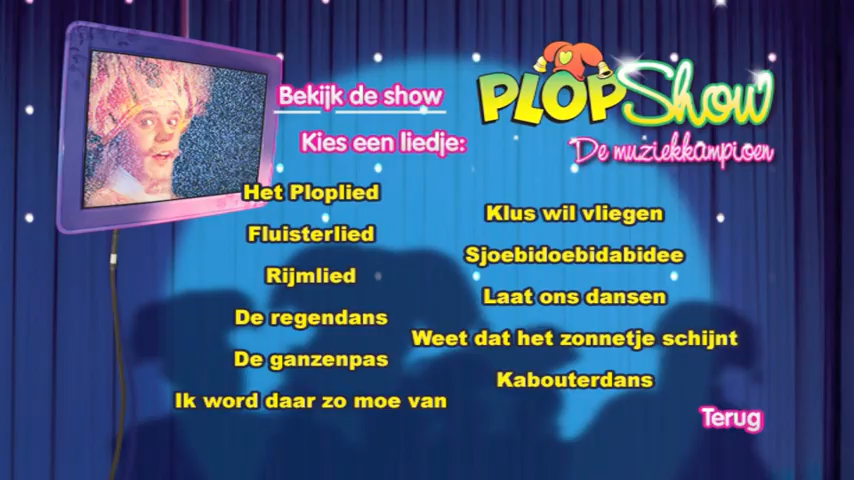 PLOP Show
De muziekkampioen
Bekijk de show
Kies een liedje:
Het Ploplied
Fluisterlied
Rijmlied
De regendans
De ganzenpas
Ik word daar zo moe van
Klus wil vliegen
Sjoebidoebidabidee
Laat ons dansen
Weet dat het zonnetje schijnt
Kabouterdans
Terug